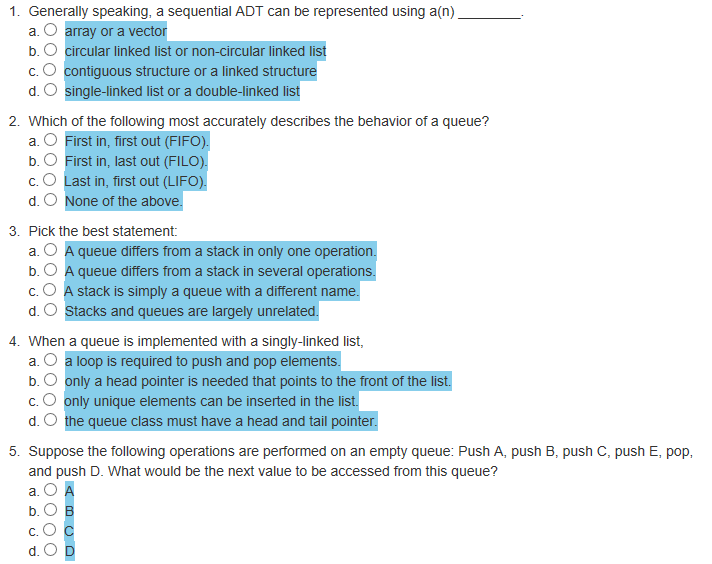 1. Generally speaking, a sequential ADT can be represented using a(n) ________.
a. array or a vector
b. circular linked list or non-circular linked list
c. contiguous structure or a linked structure
d. single-linked list or a double-linked list
2. Which of the following most accurately describes the behavior of a queue?
a. First in, first out (FIFO).
b. First in, last out (FILO).
c. Last in, first out (LIFO).
d. None of the above.
3. Pick the best statement:
a. A queue differs from a stack in only one operation.
b. A queue differs from a stack in several operations.
c. A stack is simply a queue with a different name.
d. Stacks and queues are largely unrelated.
4. When a queue is implemented with a singly-linked list,
a. a loop is required to push and pop elements.
b. only a head pointer is needed that points to the front of the list.
c. only unique elements can be inserted in the list.
d. the queue class must have a head and tail pointer.
5. Suppose the following operations are performed on an empty queue: Push A, push B, push C, push E, pop,
and push D. What would be the next value to be accessed from this queue?
a. A
b. B
c. C
d. D